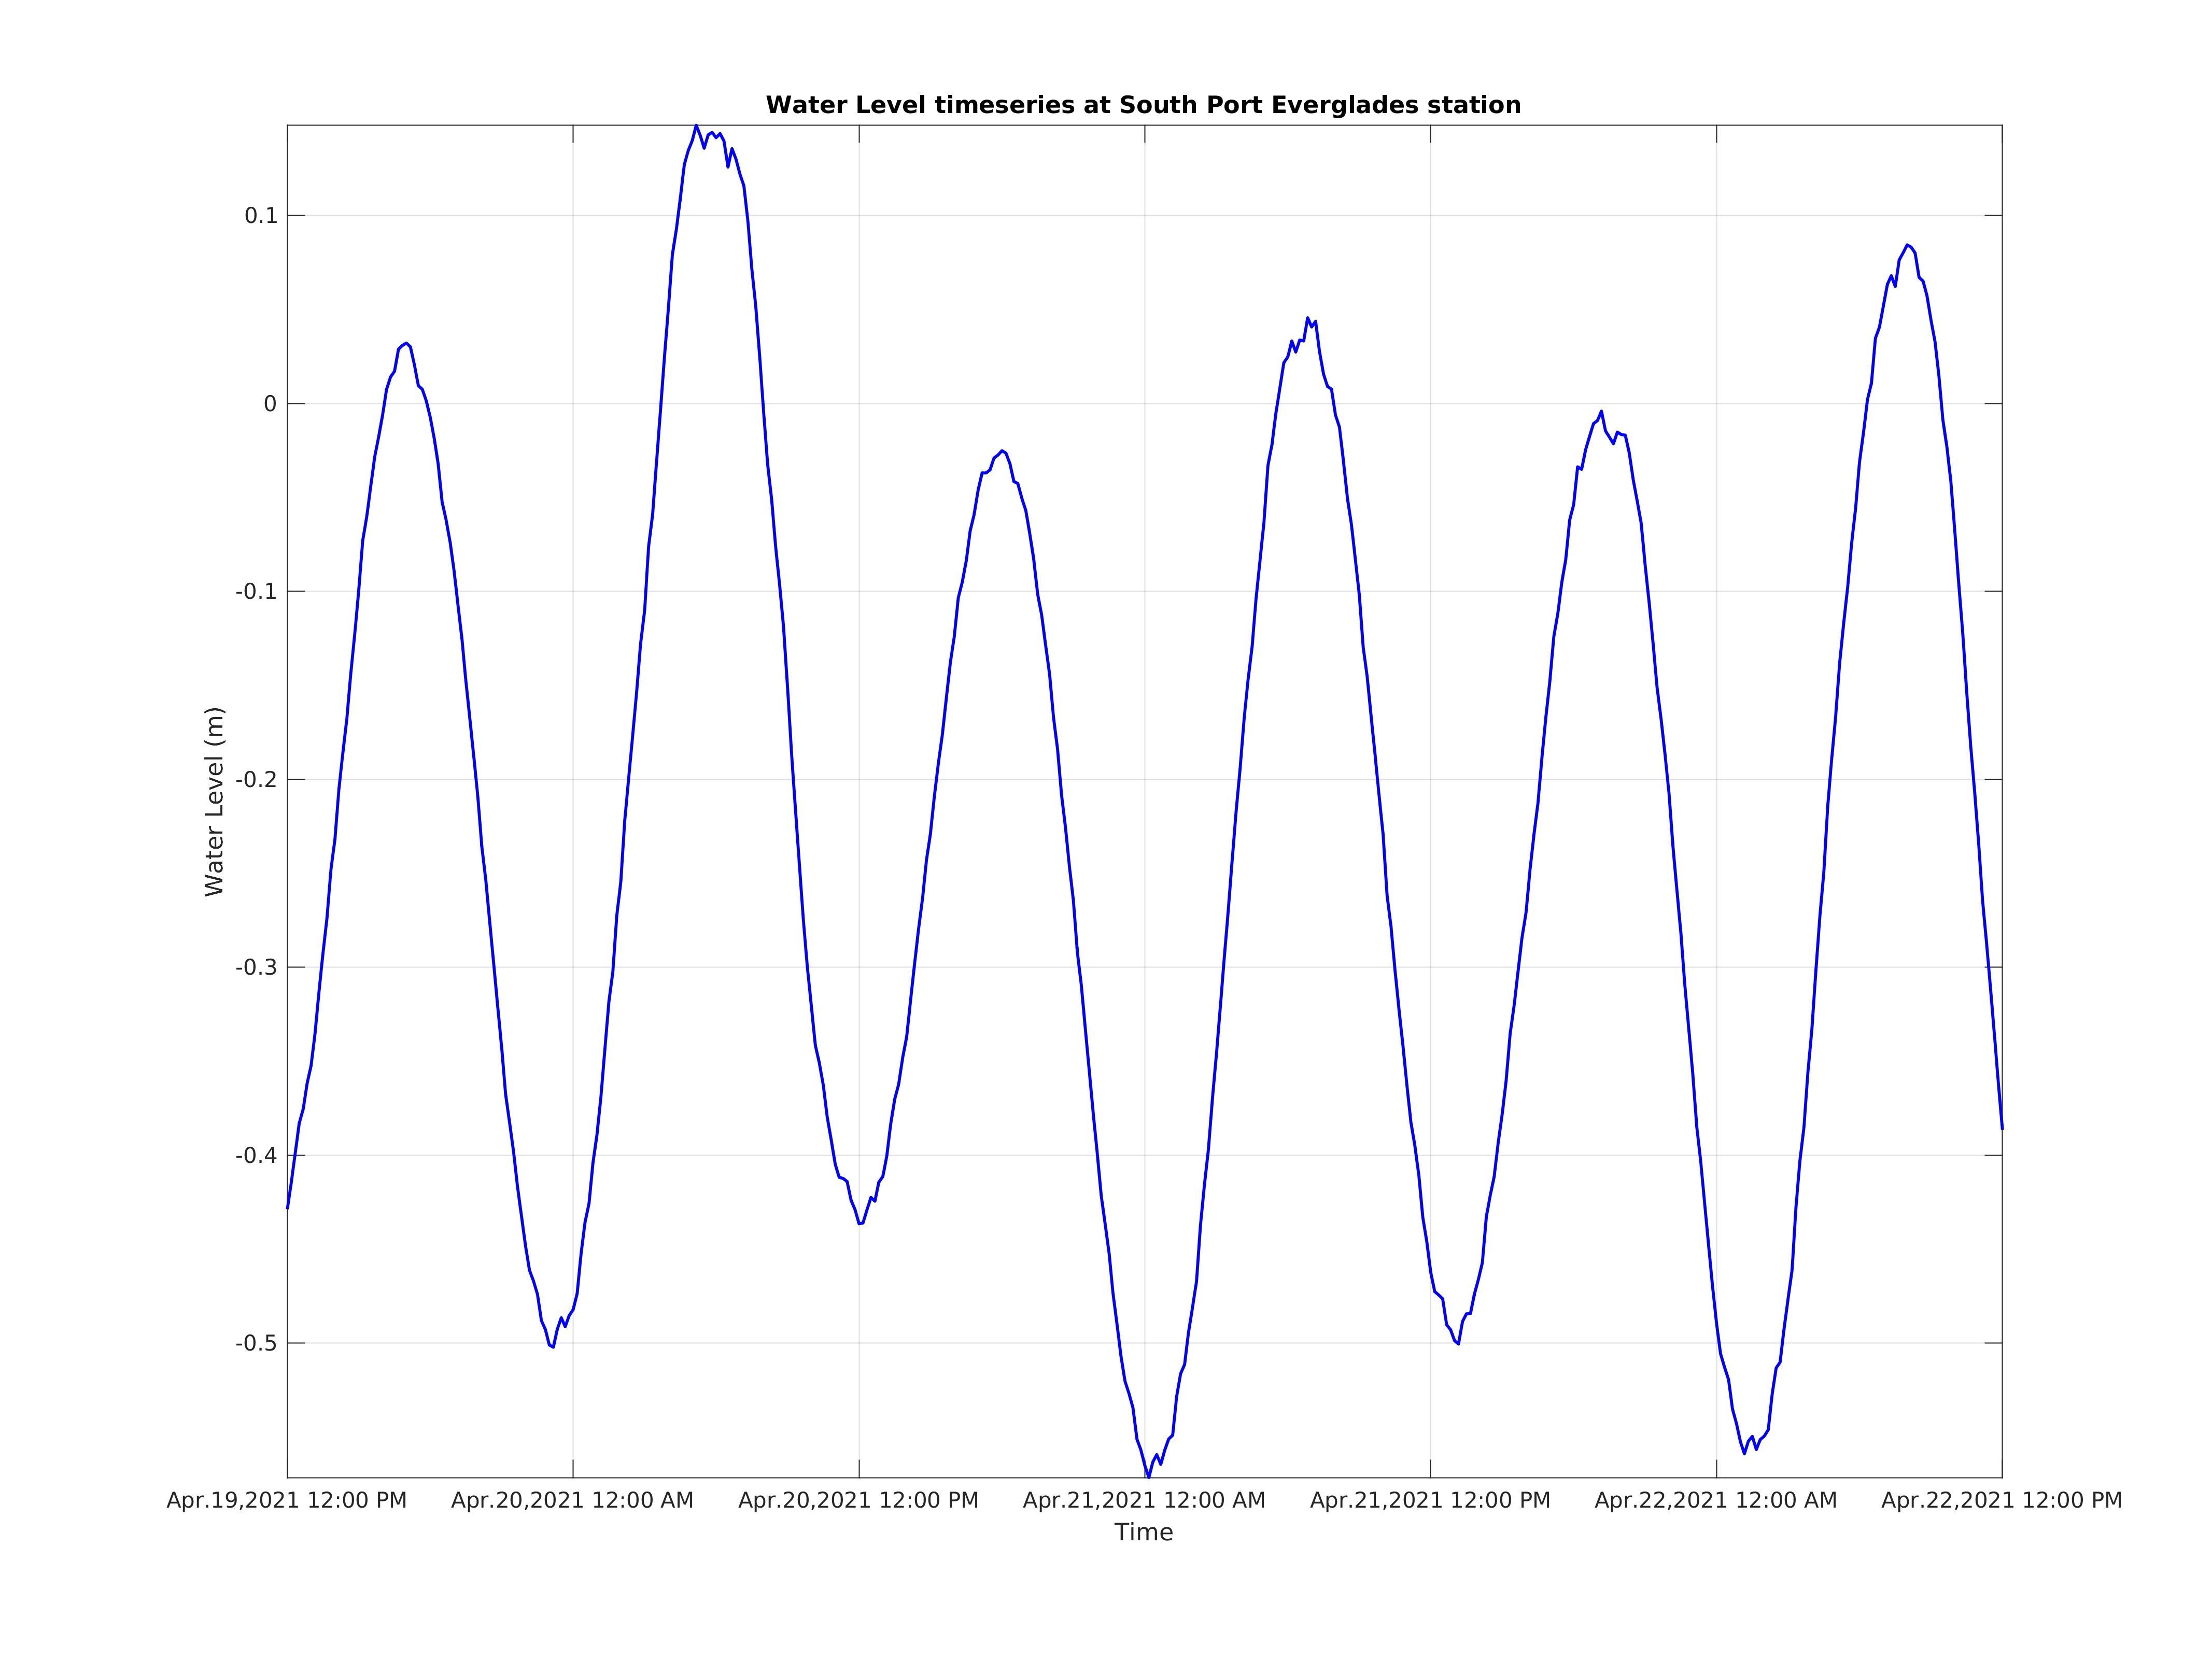 Water Level timeseries at South Port Everglades station
0.1
0
-0.1
-0.2
-0.3
-0.4
-0.5
Water Level (m)
Apr.19,2021 12:00 PM
Apr.20,2021 12:00 AM
Apr.20,2021 12:00 PM
Apr.21,2021 12:00 AM
Apr.21,2021 12:00 PM
Apr.22,2021 12:00 AM
Apr.22,2021 12:00 PM
Time